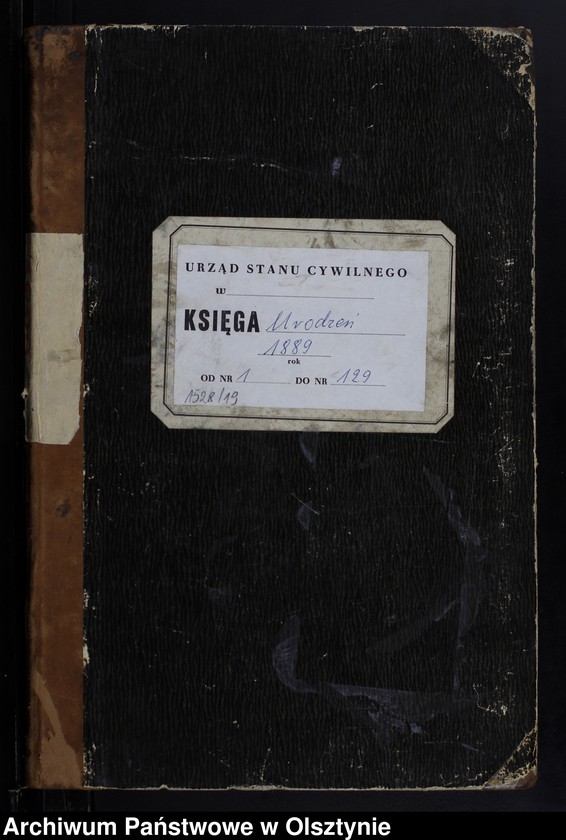 URZĄD STANU CYWILNEGO
w
KSIĘGA Urodzeń
1889
rok
OD NR 1 DO NR 129
1528/19
Archiwum Państwowe w Olsztynie